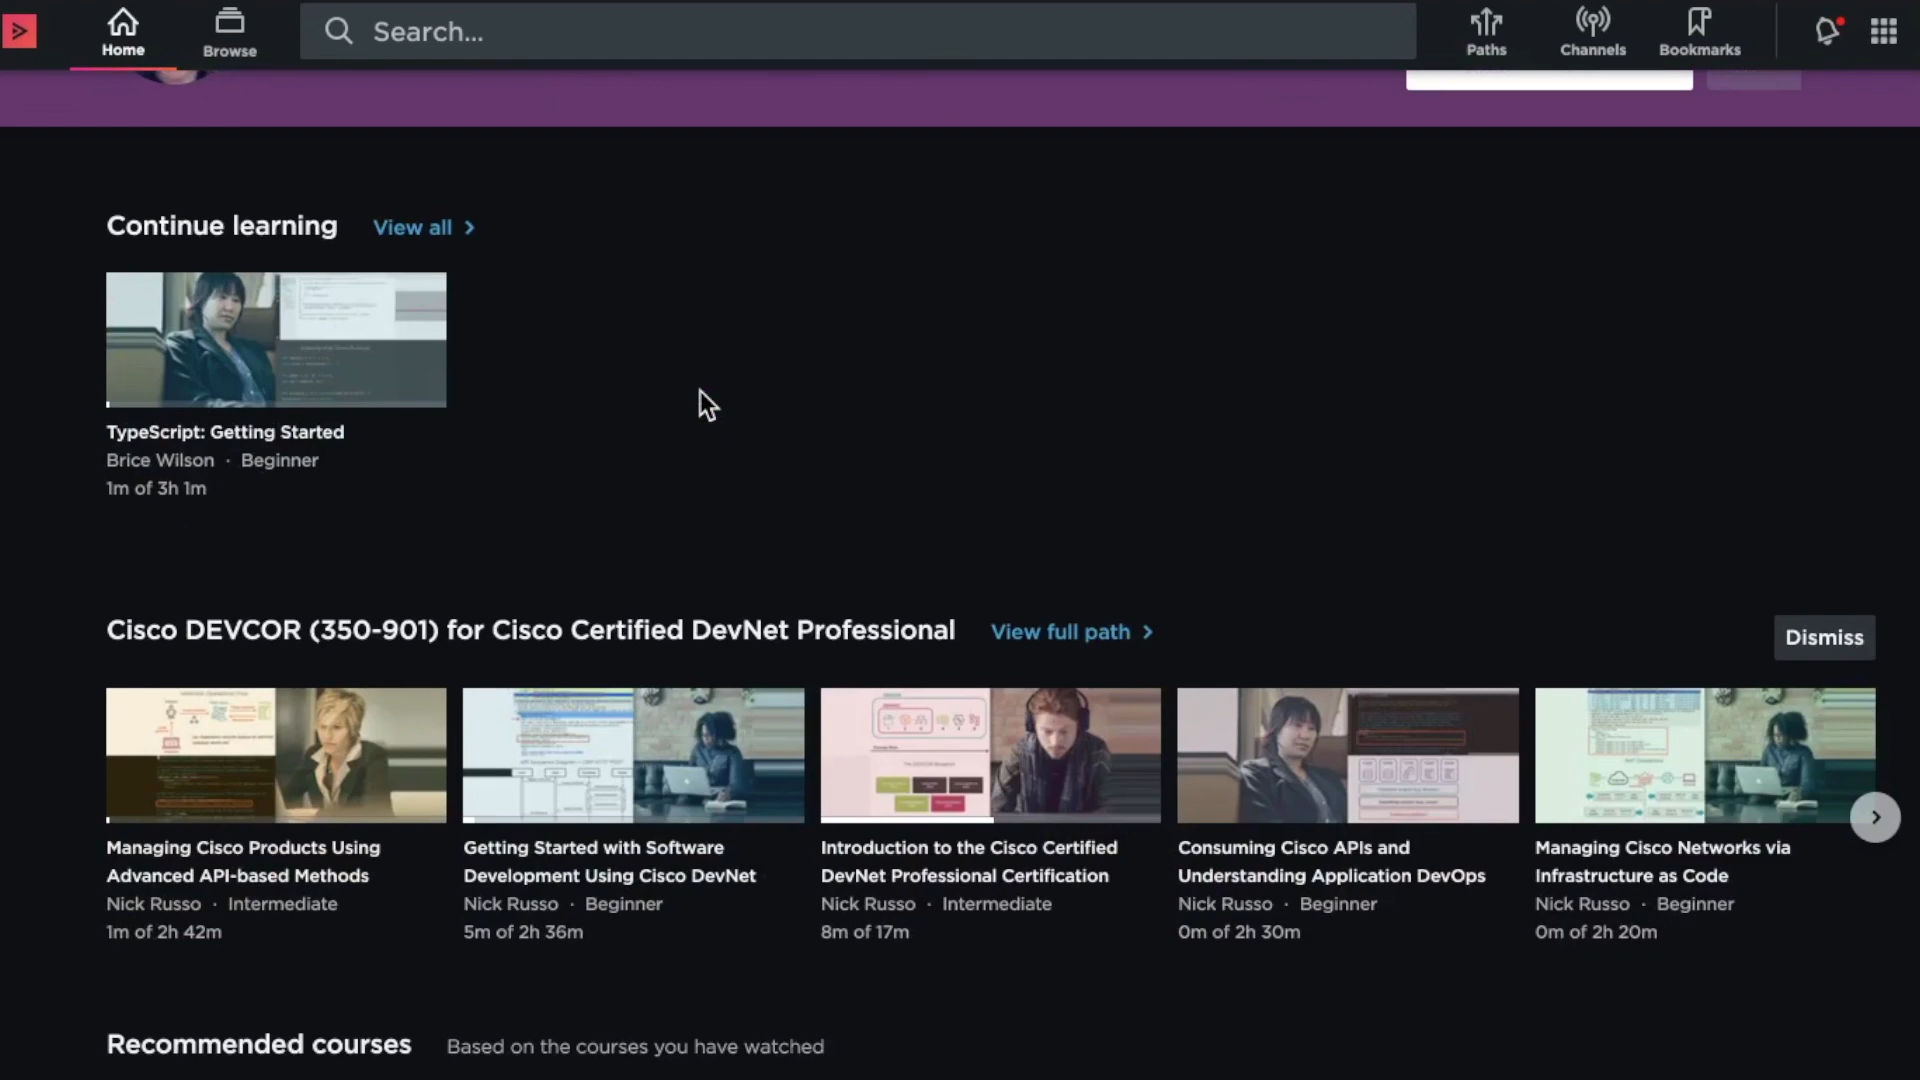 Home
Browse
Search...
Paths
Channels
Bookmarks
Continue learning
View all
TypeScript: Getting Started
Brice Wilson · Beginner
1m of 3h 1m
Cisco DEVCOR (350-901) for Cisco Certified DevNet Professional
View full path
Dismiss
Managing Cisco Products Using
Advanced API-based Methods
Nick Russo · Intermediate
1m of 2h 42m
Getting Started with Software
Development Using Cisco DevNet
Nick Russo · Beginner
5m of 2h 36m
Introduction to the Cisco Certified
DevNet Professional Certification
Nick Russo · Intermediate
8m of 17m
Consuming Cisco APIs and
Understanding Application DevOps
Nick Russo · Beginner
0m of 2h 30m
Managing Cisco Networks via
Infrastructure as Code
Nick Russo · Beginner
0m of 2h 20m
Recommended courses
Based on the courses you have watched